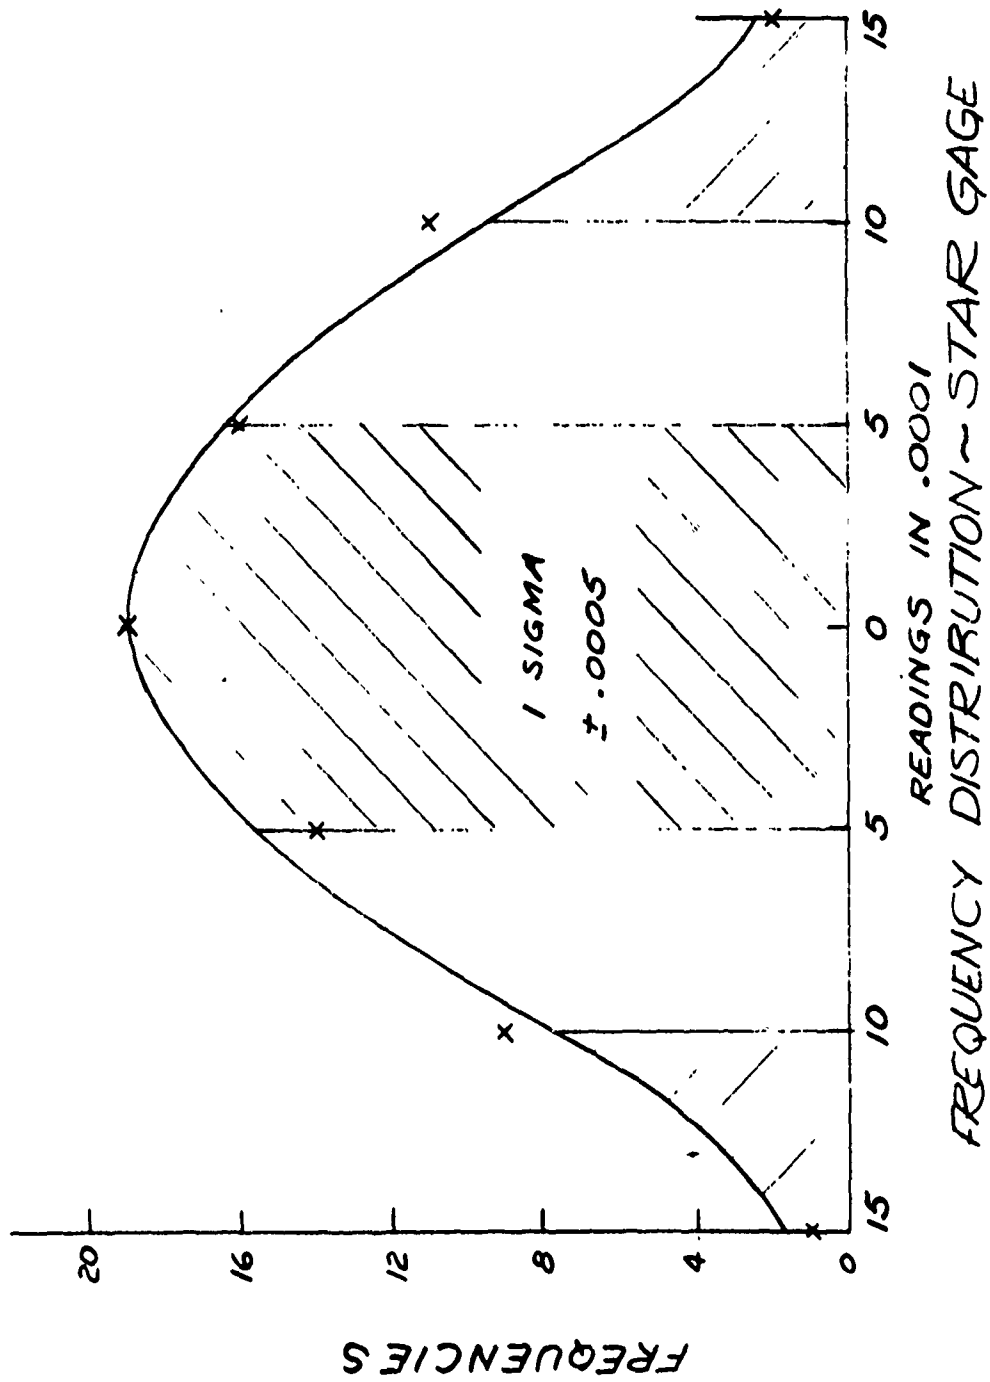 FREQUENCIES
20
16
12
8
4
0
1 SIGMA
± .0005
15 10 5 0 5 10 15
READINGS IN .0001
FREQUENCY DISTRIRUTION ~ STAR GAGE